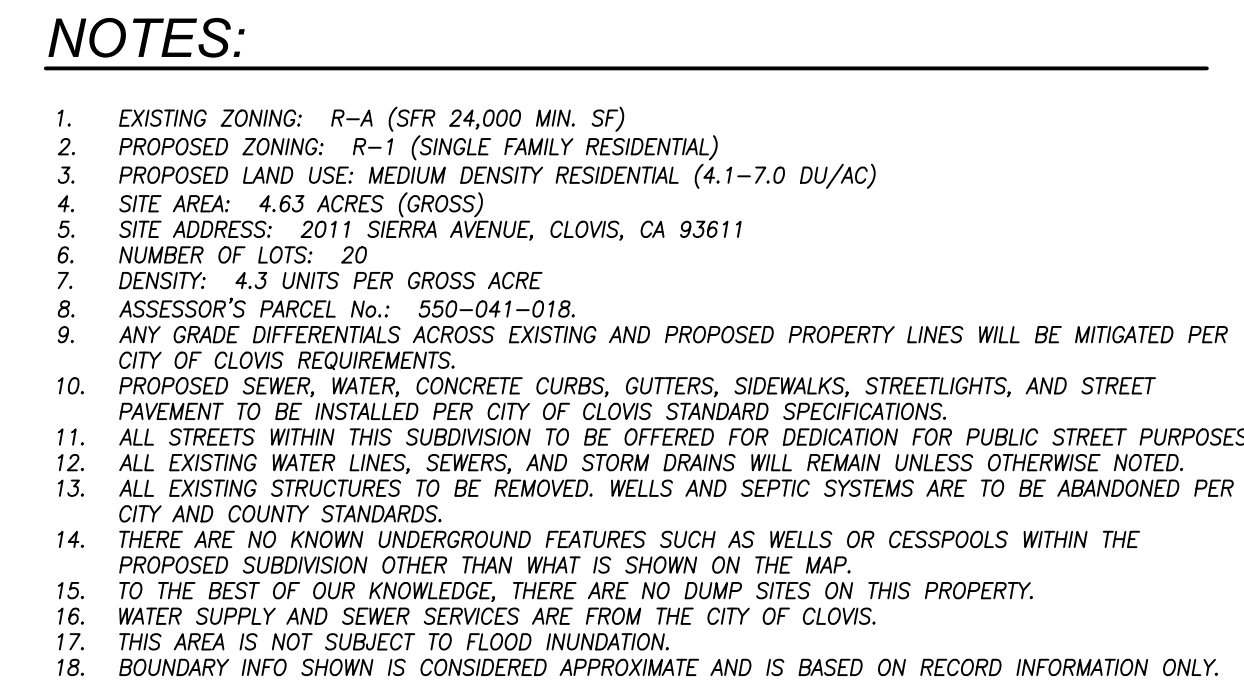 NOTES:
1. EXISTING ZONING: R-A (SFR 24,000 MIN. SF)
2. PROPOSED ZONING: R-1 (SINGLE FAMILY RESIDENTIAL)
3. PROPOSED LAND USE: MEDIUM DENSITY RESIDENTIAL (4.1-7.0 DU/AC)
4. SITE AREA: 4.63 ACRES (GROSS)
5. SITE ADDRESS: 2011 SIERRA AVENUE, CLOVIS, CA 93611
6. NUMBER OF LOTS: 20
7. DENSITY: 4.3 UNITS PER GROSS ACRE
8. ASSESSOR'S PARCEL No.: 550-041-018.
9. ANY GRADE DIFFERENTIALS ACROSS EXISTING AND PROPOSED PROPERTY LINES WILL BE MITIGATED PER
CITY OF CLOVIS REQUIREMENTS.
10. PROPOSED SEWER, WATER, CONCRETE CURBS, GUTTERS, SIDEWALKS, STREETLIGHTS, AND STREET
PAVEMENT TO BE INSTALLED PER CITY OF CLOVIS STANDARD SPECIFICATIONS.
11. ALL STREETS WITHIN THIS SUBDIVISION TO BE OFFERED FOR DEDICATION FOR PUBLIC STREET PURPOSES
12. ALL EXISTING WATER LINES, SEWERS, AND STORM DRAINS WILL REMAIN UNLESS OTHERWISE NOTED.
13. ALL EXISTING STRUCTURES TO BE REMOVED. WELLS AND SEPTIC SYSTEMS ARE TO BE ABANDONED PER
CITY AND COUNTY STANDARDS.
14. THERE ARE NO KNOWN UNDERGROUND FEATURES SUCH AS WELLS OR CESSPOOLS WITHIN THE
PROPOSED SUBDIVISION OTHER THAN WHAT IS SHOWN ON THE MAP.
15. TO THE BEST OF OUR KNOWLEDGE, THERE ARE NO DUMP SITES ON THIS PROPERTY.
16. WATER SUPPLY AND SEWER SERVICES ARE FROM THE CITY OF CLOVIS.
17. THIS AREA IS NOT SUBJECT TO FLOOD INUNDATION.
18. BOUNDARY INFO SHOWN IS CONSIDERED APPROXIMATE AND IS BASED ON RECORD INFORMATION ONLY.